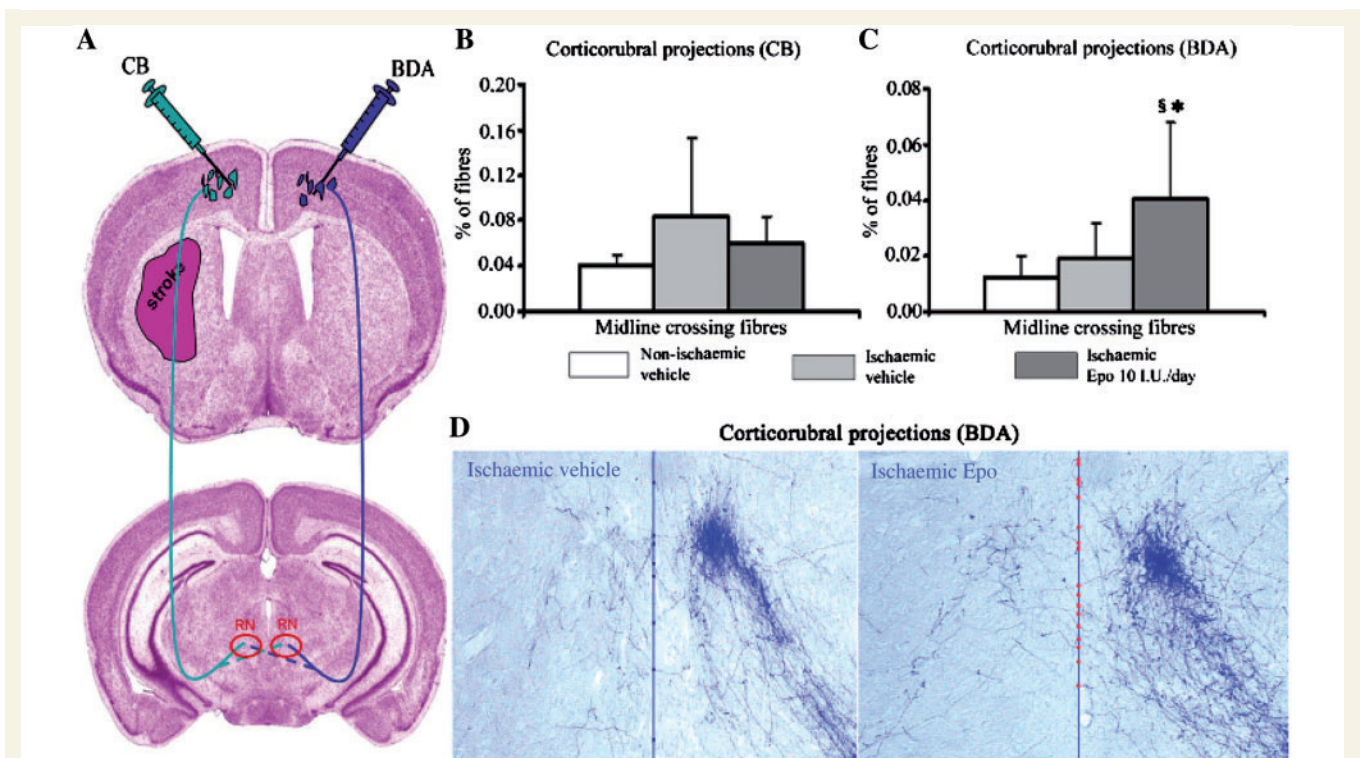 A
CB
BDA
stroke
RN
RN
B
Corticorubral projections (CB)
% of fibres
0.20
0.16
0.12
0.08
0.04
0.00
Midline crossing fibres
C
Corticorubral projections (BDA)
% of fibres
0.08
0.06
0.04
0.02
0.00
§ *
Midline crossing fibres
Non-ischaemic
vehicle
Ischaemic
vehicle
Ischaemic
Epo 10 I.U./day
D
Corticorubral projections (BDA)
Ischaemic vehicle
Ischaemic Epo